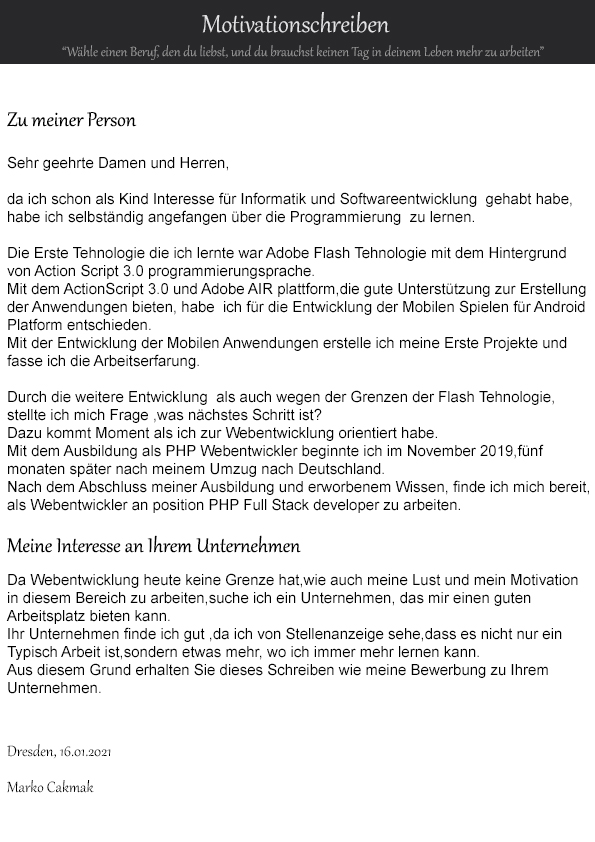 Motivationschreiben
“Wähle einen Beruf, den du liebst, und du brauchst keinen Tag in deinem Leben mehr zu arbeiten”
Zu meiner Person
Sehr geehrte Damen und Herren,
da ich schon als Kind Interesse für Informatik und Softwareentwicklung  gehabt habe,
habe ich selbständig angefangen über die Programmierung  zu lernen.
Die Erste Tehnologie die ich lernte war Adobe Flash Tehnologie mit dem Hintergrund
von Action Script 3.0 programmierungsprache.
Mit dem ActionScript 3.0 und Adobe AIR plattform,die gute Unterstützung zur Erstellung
der Anwendungen bieten, habe  ich für die Entwicklung der Mobilen Spielen für Android
Platform entschieden.
Mit der Entwicklung der Mobilen Anwendungen erstelle ich meine Erste Projekte und
fasse ich die Arbeitserfarung.
Durch die weitere Entwicklung  als auch wegen der Grenzen der Flash Tehnologie,
stellte ich mich Frage ,was nächstes Schritt ist?
Dazu kommt Moment als ich zur Webentwicklung orientiert habe.
Mit dem Ausbildung als PHP Webentwickler beginnte ich im November 2019,fünf
monaten später nach meinem Umzug nach Deutschland.
Nach dem Abschluss meiner Ausbildung und erworbenem Wissen, finde ich mich bereit,
als Webentwickler an position PHP Full Stack developer zu arbeiten.
Meine Interesse an Ihrem Unternehmen
Da Webentwicklung heute keine Grenze hat,wie auch meine Lust und mein Motivation
in diesem Bereich zu arbeiten,suche ich ein Unternehmen, das mir einen guten
Arbeitsplatz bieten kann.
Ihr Unternehmen finde ich gut ,da ich von Stellenanzeige sehe,dass es nicht nur ein
Typisch Arbeit ist,sondern etwas mehr, wo ich immer mehr lernen kann.
Aus diesem Grund erhalten Sie dieses Schreiben wie meine Bewerbung zu Ihrem
Unternehmen.
Dresden, 16.01.2021
Marko Cakmak